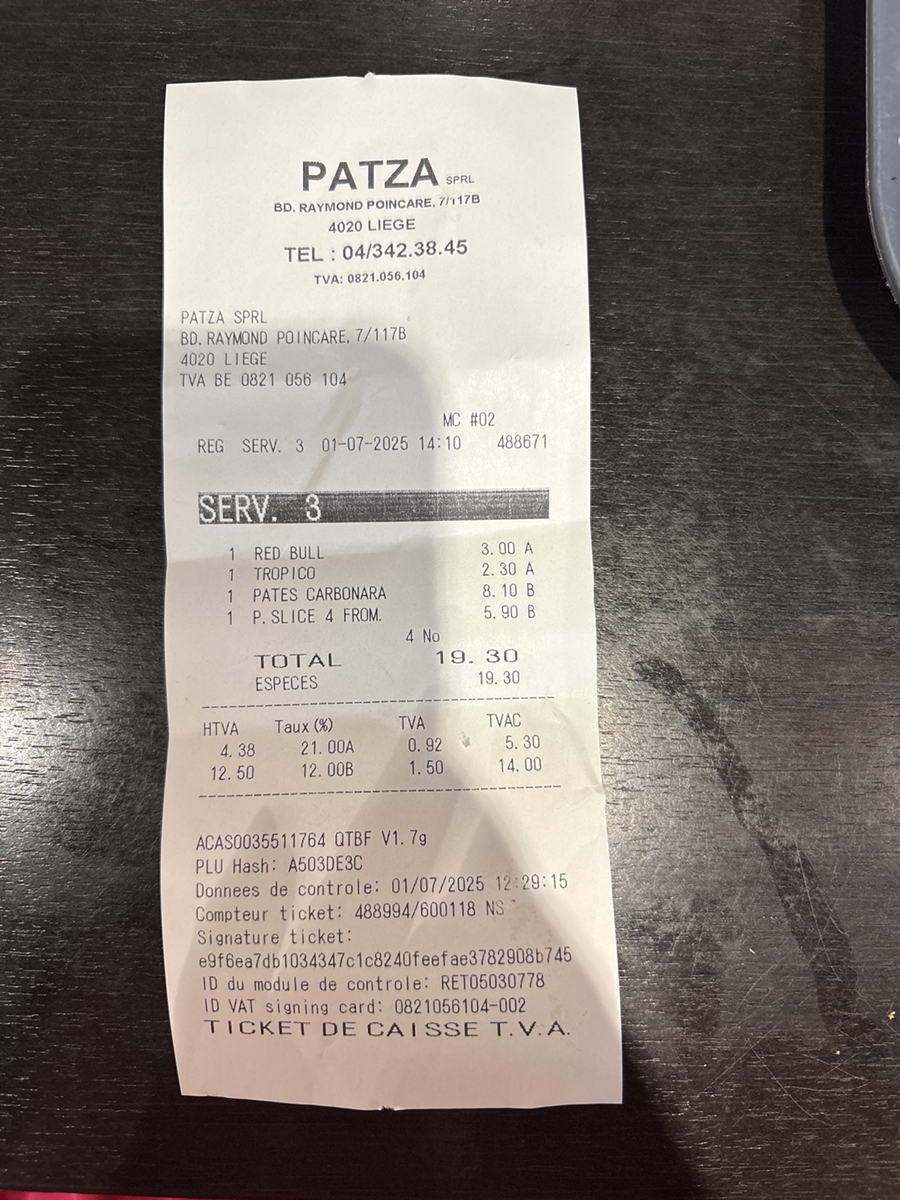 PATZA SPRL
BD. RAYMOND POINCARE, 7/117B
4020 LIEGE
TEL : 04/342.38.45
TVA: 0821.056.104
PATZA SPRL
BD. RAYMOND POINCARE, 7/117B
4020 LIEGE
TVA BE 0821 056 104
MC #02
REG SERV. 3 01-07-2025 14:10 488671
SERV. 3
1 RED BULL 3.00 A
1 TROPICO 2.30 A
1 PATES CARBONARA 8.10 B
1 P.SLICE 4 FROM. 5.90 B
4 No
TOTAL 19.30
ESPECES 19.30
HTVA Taux(%) TVA TVAC
4.38 21.00A 0.92 5.30
12.50 12.00B 1.50 14.00
ACAS0035511764 QTBF V1.7g
PLU Hash: A503DE3C
Donnees de controle: 01/07/2025 12:29:15
Compteur ticket: 488994/600118 NS
Signature ticket:
e9f6ea7db1034347c1c8240feefae3782908b745
ID du module de controle: RET05030778
ID VAT signing card: 0821056104-002
TICKET DE CAISSE T.V.A.